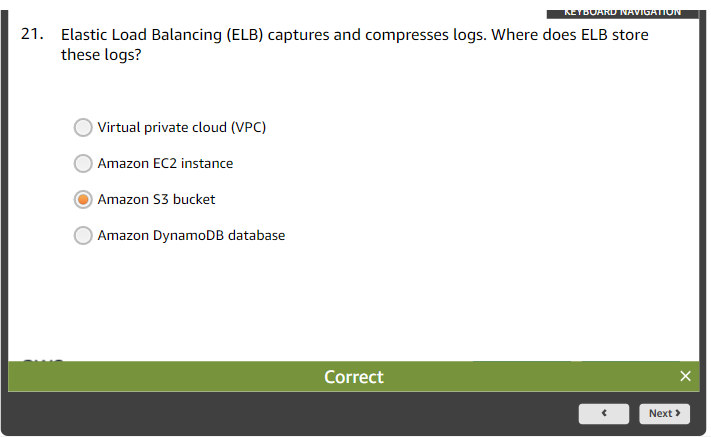 KEYBOARD NAVIGATION
21. Elastic Load Balancing (ELB) captures and compresses logs. Where does ELB store
these logs?
Virtual private cloud (VPC)
Amazon EC2 instance
Amazon S3 bucket
Amazon DynamoDB database
Correct
Next